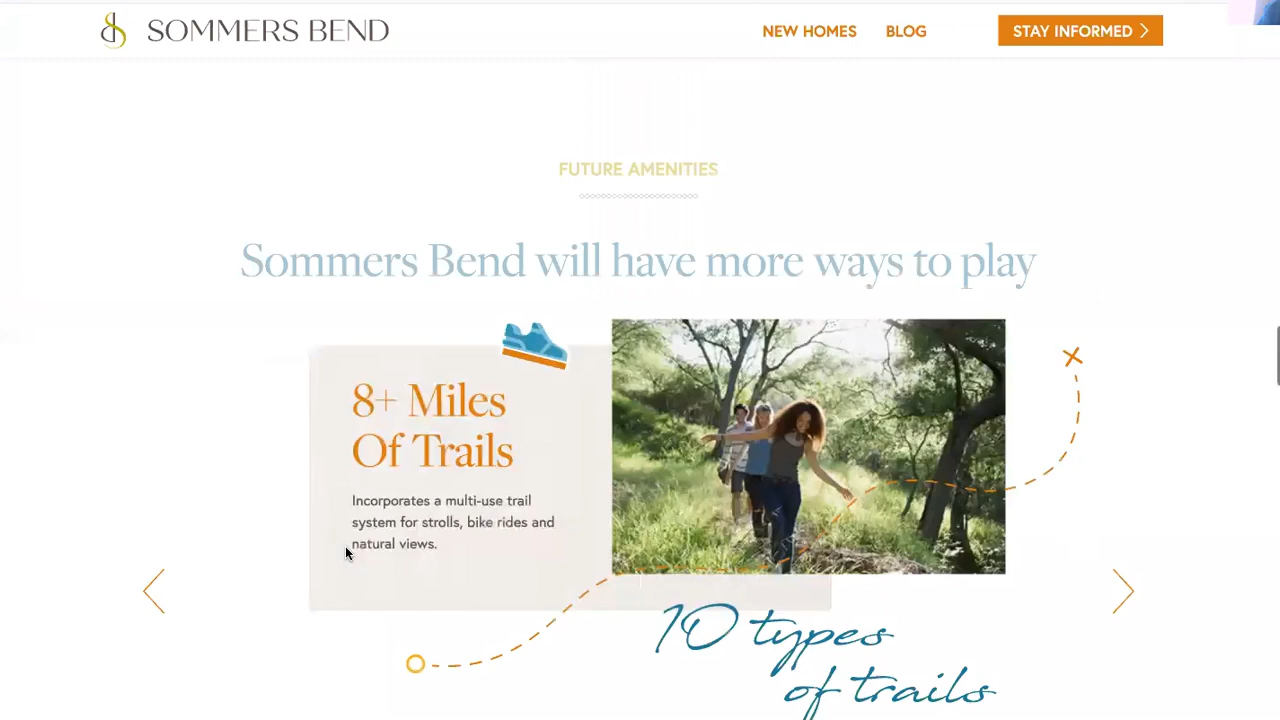 SOMMERS BEND
NEW HOMES
BLOG
STAY INFORMED
FUTURE AMENITIES
Sommers Bend will have more ways to play
8+ Miles
Of Trails
Incorporates a multi-use trail
system for strolls, bike rides and
natural views.
10 types
of trails